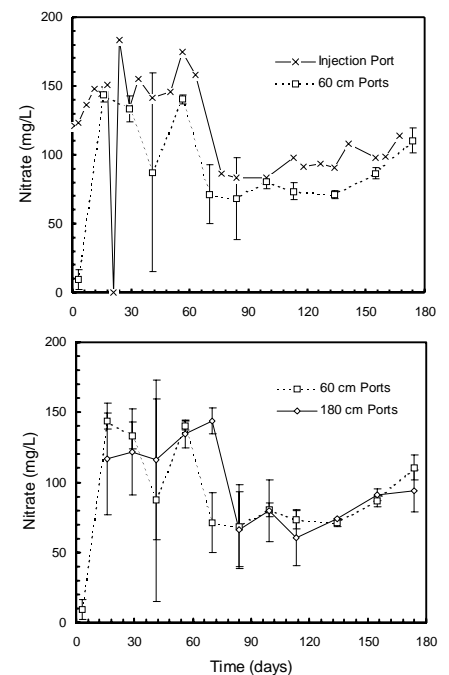 200
150
100
50
0
Nitrate (mg/L)
Injection Port
60 cm Ports
0 30 60 90 120 150 180
200
150
100
50
0
Nitrate (mg/L)
60 cm Ports
180 cm Ports
0 30 60 90 120 150 180
Time (days)